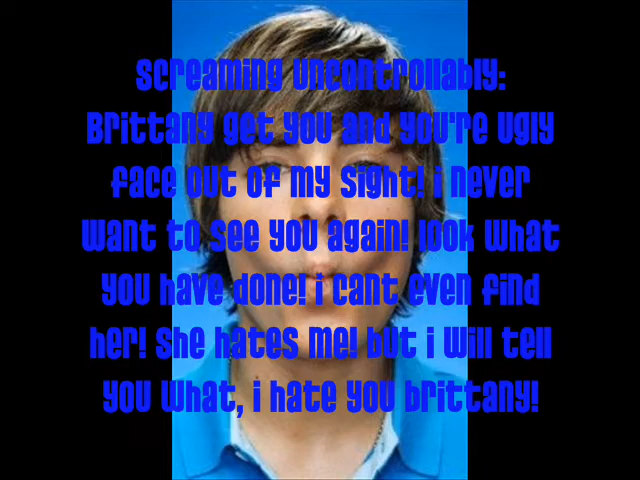 screaming uncontrollably:
Brittany get you and you're ugly
face out of my sight! i never
want to see you again! look what
you have done! i cant even find
her! she hates me! but i will tell
you what, i hate you brittany!